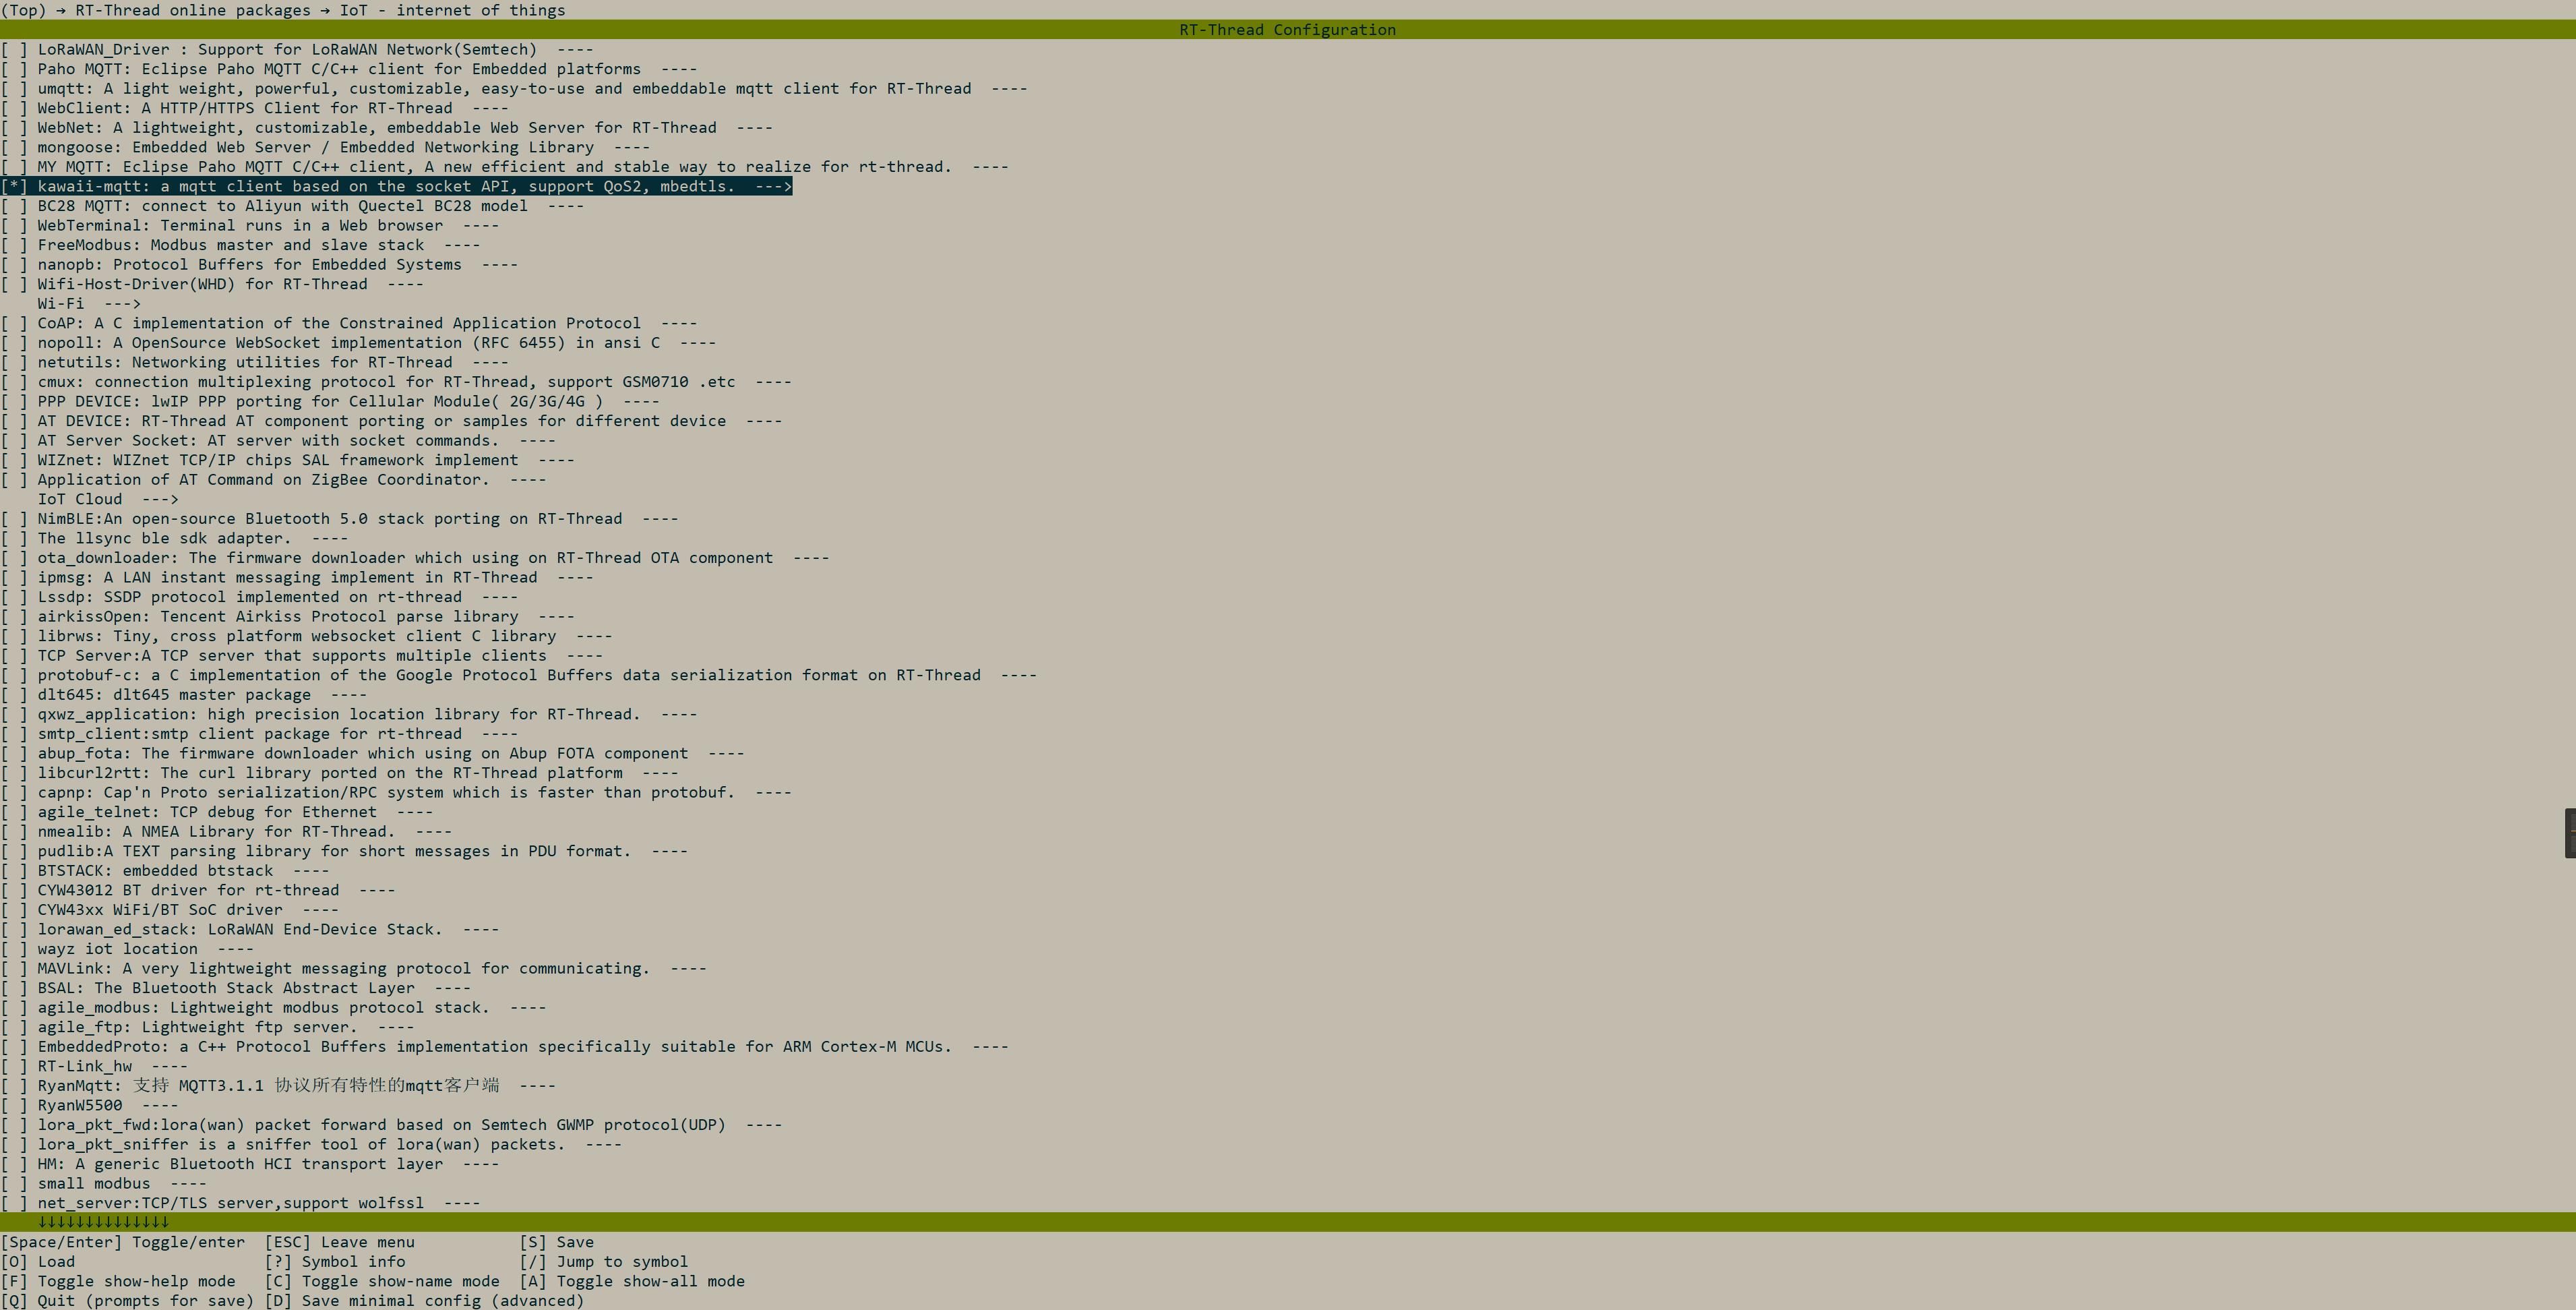 (Top) → RT-Thread online packages → IoT - internet of things
RT-Thread Configuration
[ ] LoRaWAN_Driver : Support for LoRaWAN Network(Semtech)  ----
[ ] Paho MQTT: Eclipse Paho MQTT C/C++ client for Embedded platforms  ----
[ ] umqtt: A light weight, powerful, customizable, easy-to-use and embeddable mqtt client for RT-Thread  ----
[ ] WebClient: A HTTP/HTTPS Client for RT-Thread  ----
[ ] WebNet: A lightweight, customizable, embeddable Web Server for RT-Thread  ----
[ ] mongoose: Embedded Web Server / Embedded Networking Library  ----
[ ] MY MQTT: Eclipse Paho MQTT C/C++ client, A new efficient and stable way to realize for rt-thread.  ----
[*] kawaii-mqtt: a mqtt client based on the socket API, support QoS2, mbedtls.  --->
[ ] BC28 MQTT: connect to Aliyun with Quectel BC28 model  ----
[ ] WebTerminal: Terminal runs in a Web browser  ----
[ ] FreeModbus: Modbus master and slave stack  ----
[ ] nanopb: Protocol Buffers for Embedded Systems  ----
[ ] Wifi-Host-Driver(WHD) for RT-Thread  ----
    Wi-Fi  --->
[ ] CoAP: A C implementation of the Constrained Application Protocol  ----
[ ] nopoll: A OpenSource WebSocket implementation (RFC 6455) in ansi C  ----
[ ] netutils: Networking utilities for RT-Thread  ----
[ ] cmux: connection multiplexing protocol for RT-Thread, support GSM0710 .etc  ----
[ ] PPP DEVICE: lwIP PPP porting for Cellular Module( 2G/3G/4G )  ----
[ ] AT DEVICE: RT-Thread AT component porting or samples for different device  ----
[ ] AT Server Socket: AT server with socket commands.  ----
[ ] WIZnet: WIZnet TCP/IP chips SAL framework implement  ----
[ ] Application of AT Command on ZigBee Coordinator.  ----
    IoT Cloud  --->
[ ] NimBLE:An open-source Bluetooth 5.0 stack porting on RT-Thread  ----
[ ] The llsync ble sdk adapter.  ----
[ ] ota_downloader: The firmware downloader which using on RT-Thread OTA component  ----
[ ] ipmsg: A LAN instant messaging implement in RT-Thread  ----
[ ] Lssdp: SSDP protocol implemented on rt-thread  ----
[ ] airkissOpen: Tencent Airkiss Protocol parse library  ----
[ ] librws: Tiny, cross platform websocket client C library  ----
[ ] TCP Server:A TCP server that supports multiple clients  ----
[ ] protobuf-c: a C implementation of the Google Protocol Buffers data serialization format on RT-Thread  ----
[ ] dlt645: dlt645 master package  ----
[ ] qxwz_application: high precision location library for RT-Thread.  ----
[ ] smtp_client:smtp client package for rt-thread  ----
[ ] abup_fota: The firmware downloader which using on Abup FOTA component  ----
[ ] libcurl2rtt: The curl library ported on the RT-Thread platform  ----
[ ] capnp: Cap'n Proto serialization/RPC system which is faster than protobuf.  ----
[ ] agile_telnet: TCP debug for Ethernet  ----
[ ] nmealib: A NMEA Library for RT-Thread.  ----
[ ] pudlib:A TEXT parsing library for short messages in PDU format.  ----
[ ] BTSTACK: embedded btstack  ----
[ ] CYW43012 BT driver for rt-thread  ----
[ ] CYW43xx WiFi/BT SoC driver  ----
[ ] lorawan_ed_stack: LoRaWAN End-Device Stack.  ----
[ ] wayz iot location  ----
[ ] MAVLink: A very lightweight messaging protocol for communicating.  ----
[ ] BSAL: The Bluetooth Stack Abstract Layer  ----
[ ] agile_modbus: Lightweight modbus protocol stack.  ----
[ ] agile_ftp: Lightweight ftp server.  ----
[ ] EmbeddedProto: a C++ Protocol Buffers implementation specifically suitable for ARM Cortex-M MCUs.  ----
[ ] RT-Link_hw  ----
[ ] RyanMqtt: 支持 MQTT3.1.1 协议所有特性的mqtt客户端  ----
[ ] RyanW5500  ----
[ ] lora_pkt_fwd:lora(wan) packet forward based on Semtech GWMP protocol(UDP)  ----
[ ] lora_pkt_sniffer is a sniffer tool of lora(wan) packets.  ----
[ ] HM: A generic Bluetooth HCI transport layer  ----
[ ] small modbus  ----
[ ] net_server:TCP/TLS server,support wolfssl  ----
↓↓↓↓↓↓↓↓↓↓↓↓↓↓
[Space/Enter] Toggle/enter  [ESC] Leave menu           [S] Save
[O] Load                    [?] Symbol info            [/] Jump to symbol
[F] Toggle show-help mode   [C] Toggle show-name mode  [A] Toggle show-all mode
[Q] Quit (prompts for save) [D] Save minimal config (advanced)